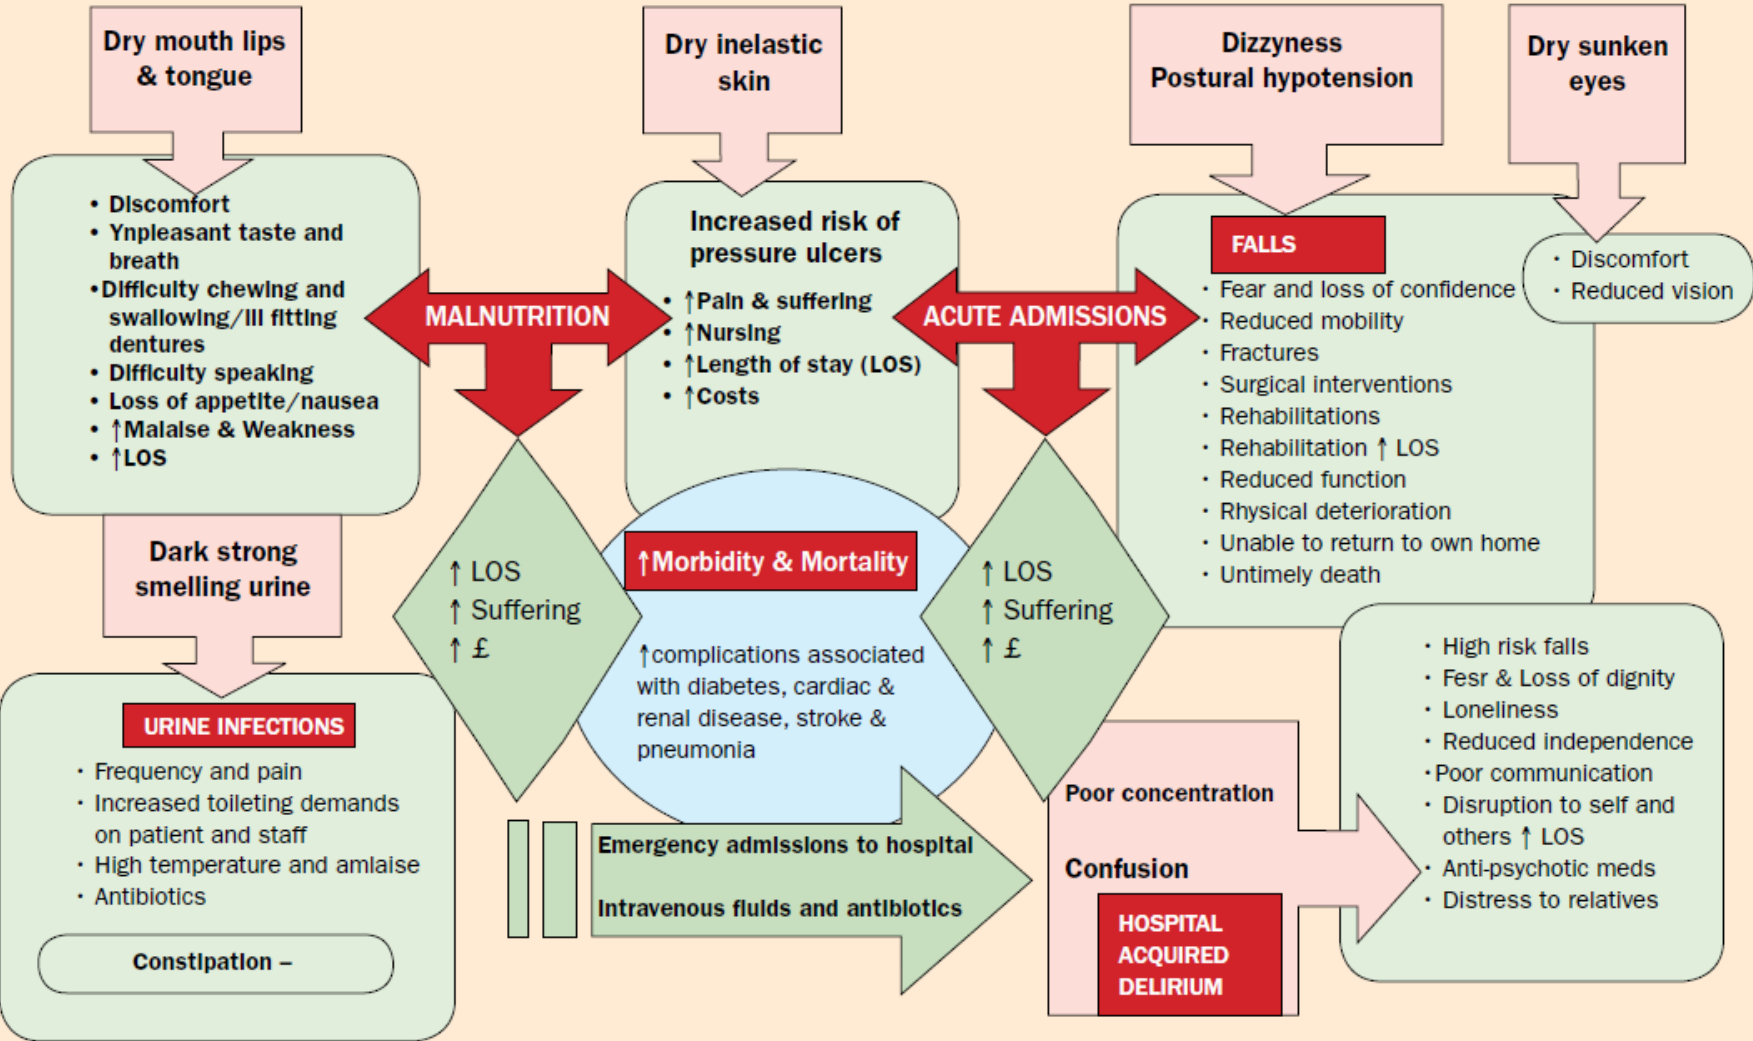 Dry mouth lips
& tongue
Dry inelastic
skin
Dizzyness
Postural hypotension
Dry sunken
eyes
• Discomfort
• Ynpleasant taste and
breath
•Difficulty chewing and
swallowing/ill fitting
dentures
• Difficulty speaking
• Loss of appetite/nausea
• ↑Malaise & Weakness
• ↑LOS
MALNUTRITION
Increased risk of
pressure ulcers
• ↑Pain & suffering
• ↑Nursing
• ↑Length of stay (LOS)
• ↑Costs
ACUTE ADMISSIONS
FALLS
· Fear and loss of confidence
· Reduced mobility
· Fractures
· Surgical interventions
· Rehabilitations
· Rehabilitation ↑ LOS
· Reduced function
· Rhysical deterioration
· Unable to return to own home
· Untimely death
· Discomfort
· Reduced vision
Dark strong
smelling urine
↑ LOS
↑ Suffering
↑ £
↑Morbidity & Mortality
↑complications associated
with diabetes, cardiac &
renal disease, stroke &
pneumonia
↑ LOS
↑ Suffering
↑ £
URINE INFECTIONS
· Frequency and pain
· Increased toileting demands
on patient and staff
· High temperature and amlaise
· Antibiotics
Constipation –
Emergency admissions to hospital
Intravenous fluids and antibiotics
Poor concentration
Confusion
HOSPITAL
ACQUIRED
DELIRIUM
· High risk falls
· Fesr & Loss of dignity
· Loneliness
· Reduced independence
·Poor communication
· Disruption to self and
others ↑ LOS
· Anti-psychotic meds
· Distress to relatives